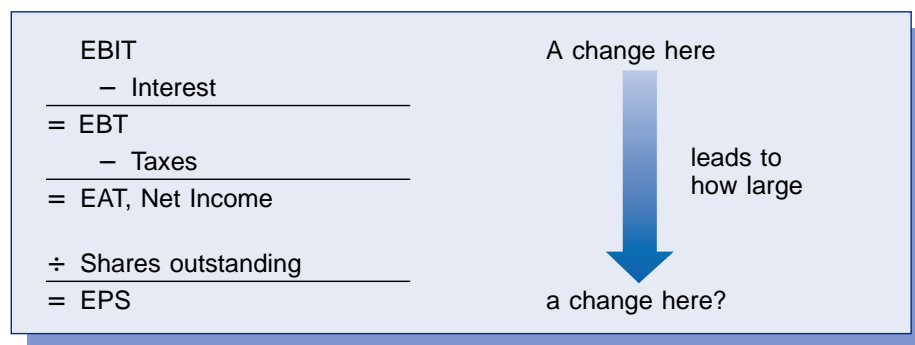 EBIT
− Interest
= EBT
− Taxes
= EAT, Net Income
÷ Shares outstanding
= EPS
A change here
leads to
how large
a change here?